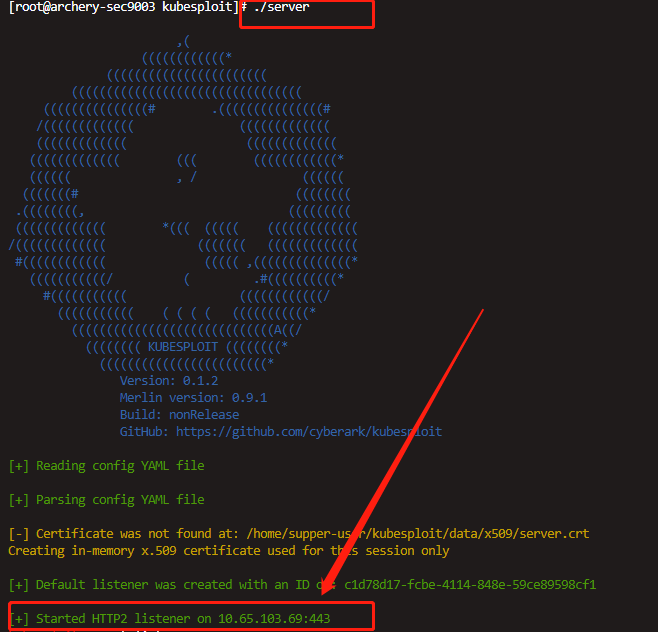 [root@archery-sec9003 kubesploit]# ./server
,(
((((((((((((*
(((((((((((((((((((((((
((((((((((((((((((((((((((((((((((
(((((((((((((((# .(((((((((((((((#
/((((((((((((( (((((((((((((
((((((((((((( (((((((((((((
((((((((((((( ((( ((((((((((((*
(((((( , / ((((((
(((((((# ((((((((
.((((((((, (((((((((
((((((((((((( *((( ((((( (((((((((((((
/((((((((((((( ((((((( (((((((((((((
#(((((((((((( ((((( ,((((((((((((((*
(((((((((((/ ( .#((((((((((*
#(((((((((((( ((((((((((((/
(((((((((((( ( ( ( ( ((((((((((((*
(((((((((((((((((((((((((((((A((/
(((((((( KUBESPLOIT ((((((((*
(((((((((((((((((((((((((*
Version: 0.1.2
Merlin version: 0.9.1
Build: nonRelease
GitHub: https://github.com/cyberark/kubesploit
[+] Reading config YAML file
[+] Parsing config YAML file
[-] Certificate was not found at: /home/supper-user/kubesploit/data/x509/server.crt
Creating in-memory x.509 certificate used for this session only
[+] Default listener was created with an ID c1d78d17-fcbe-4114-848e-59ce89598cf1
[+] Started HTTP2 listener on 10.65.103.69:443